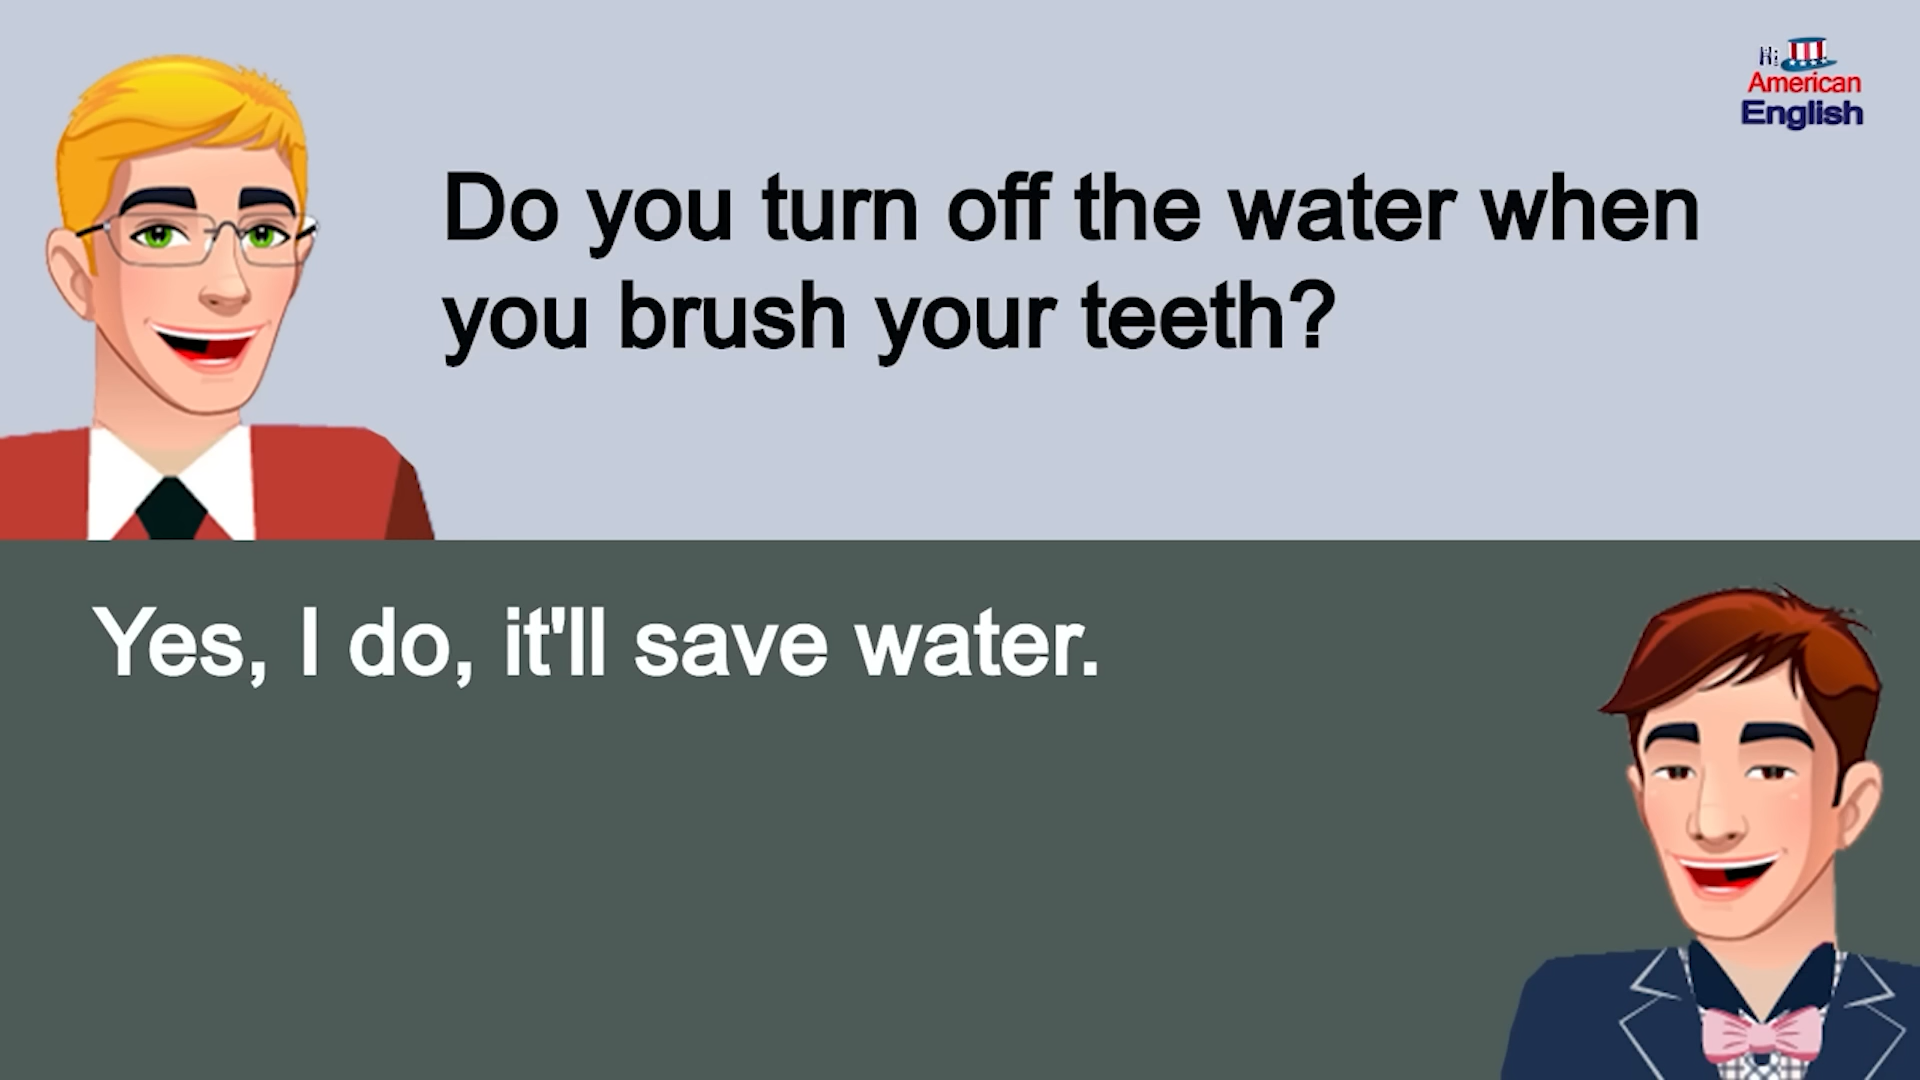 Hi
American
English
Do you turn off the water when
you brush your teeth?
Yes, I do, it'll save water.